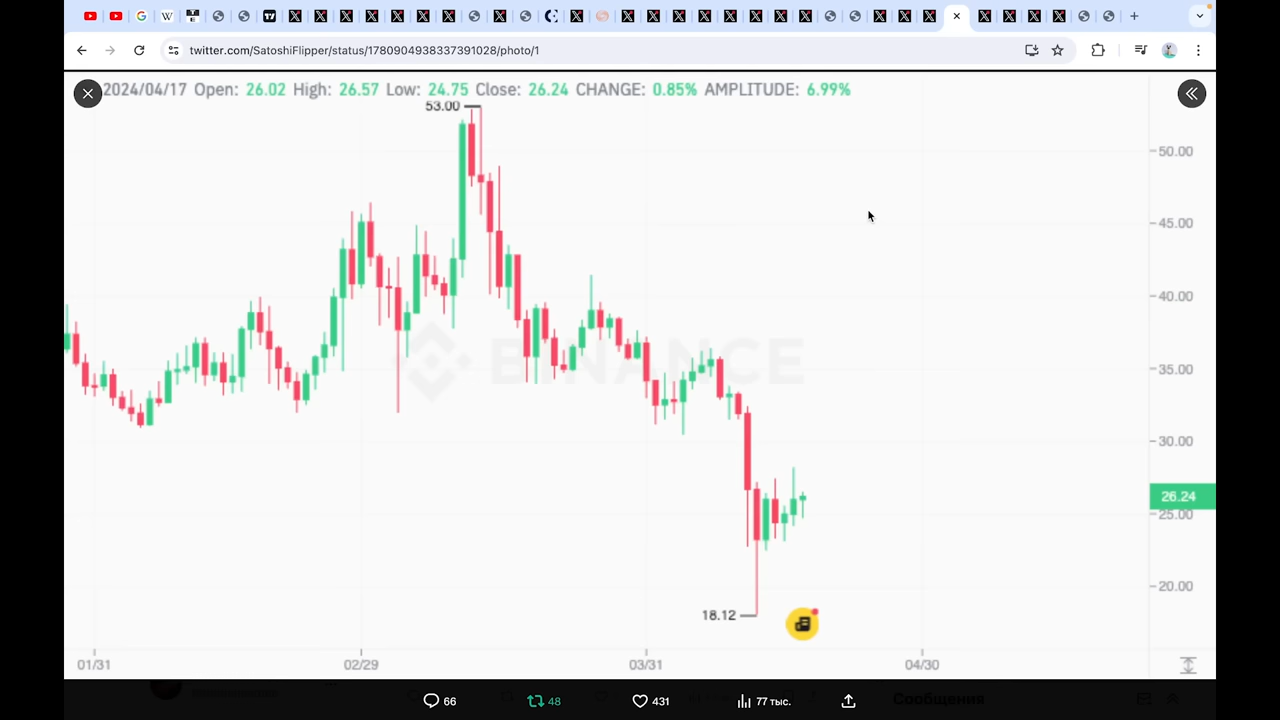 twitter.com/SatoshiFlipper/status/1780904938337391028/photo/1
2024/04/17 Open: 26.02 High: 26.57 Low: 24.75 Close: 26.24 CHANGE: 0.85% AMPLITUDE: 6.99%
53.00
50.00
45.00
40.00
BINANCE
35.00
30.00
26.24
25.00
20.00
18.12
01/31 02/29 03/31 04/30
66 48 431 77 тыс.
Сообщения